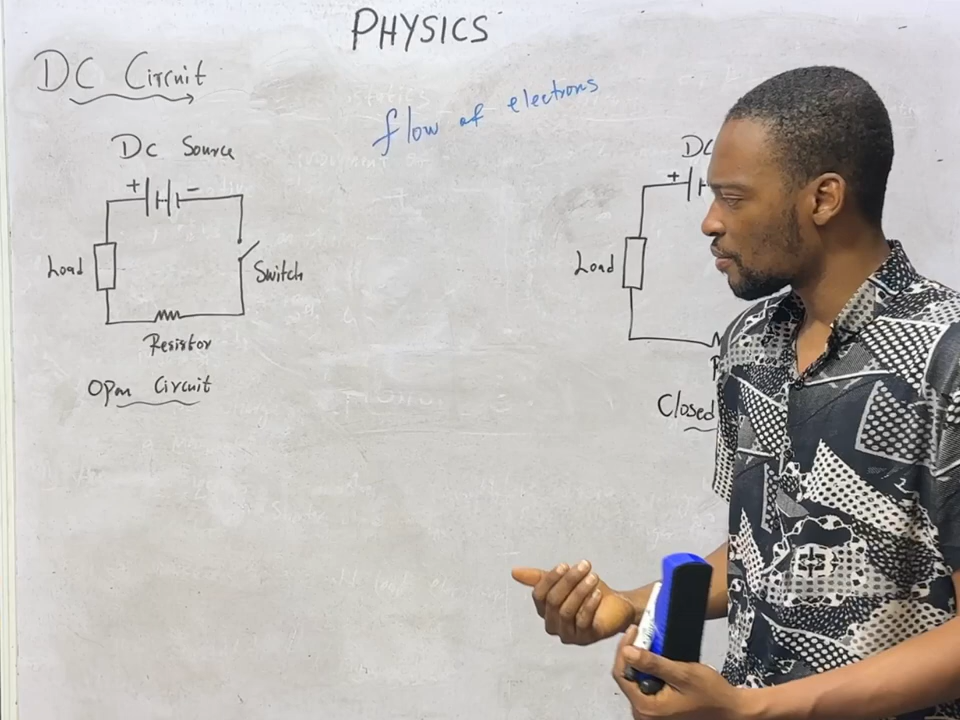 PHYSICS
DC Circuit
flow of electrons
DC Source
+ -
Load
Switch
Resistor
Open Circuit
DC
+
Load
Closed